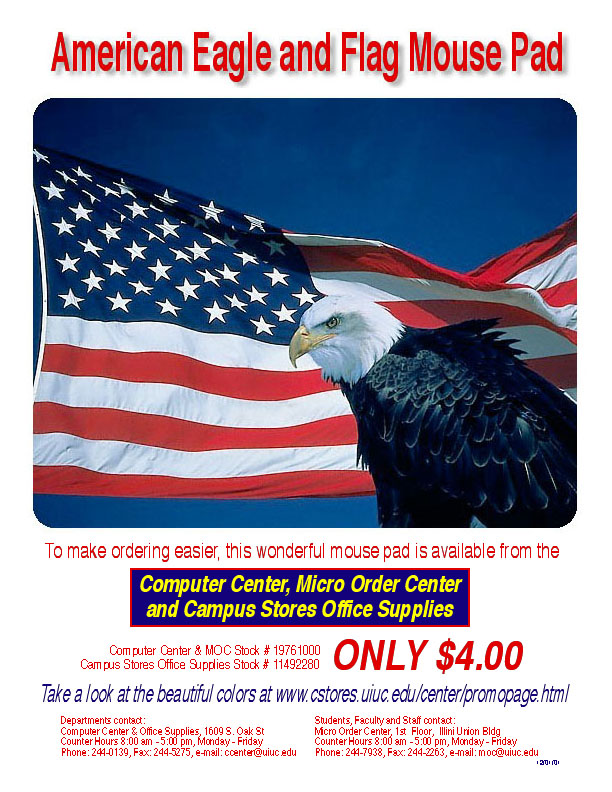 American Eagle and Flag Mouse Pad
To make ordering easier, this wonderful mouse pad is available from the
Computer Center, Micro Order Center
and Campus Stores Office Supplies
Computer Center & MOC Stock # 19761000
Campus Stores Office Supplies Stock # 11492280
ONLY $4.00
Take a look at the beautiful colors at www.cstores.uiuc.edu/center/promopage.html
Departments contact:
Computer Center & Office Supplies, 1609 S. Oak St
Counter Hours 8:00 am - 5:00 pm, Monday - Friday
Phone: 244-0139, Fax: 244-5275, e-mail: ccenter@uiuc.edu
Students, Faculty and Staff contact:
Micro Order Center, 1st Floor, Illini Union Bldg
Counter Hours 8:00 am - 5:00 pm, Monday - Friday
Phone: 244-7938, Fax: 244-2263, e-mail: moc@uiuc.edu